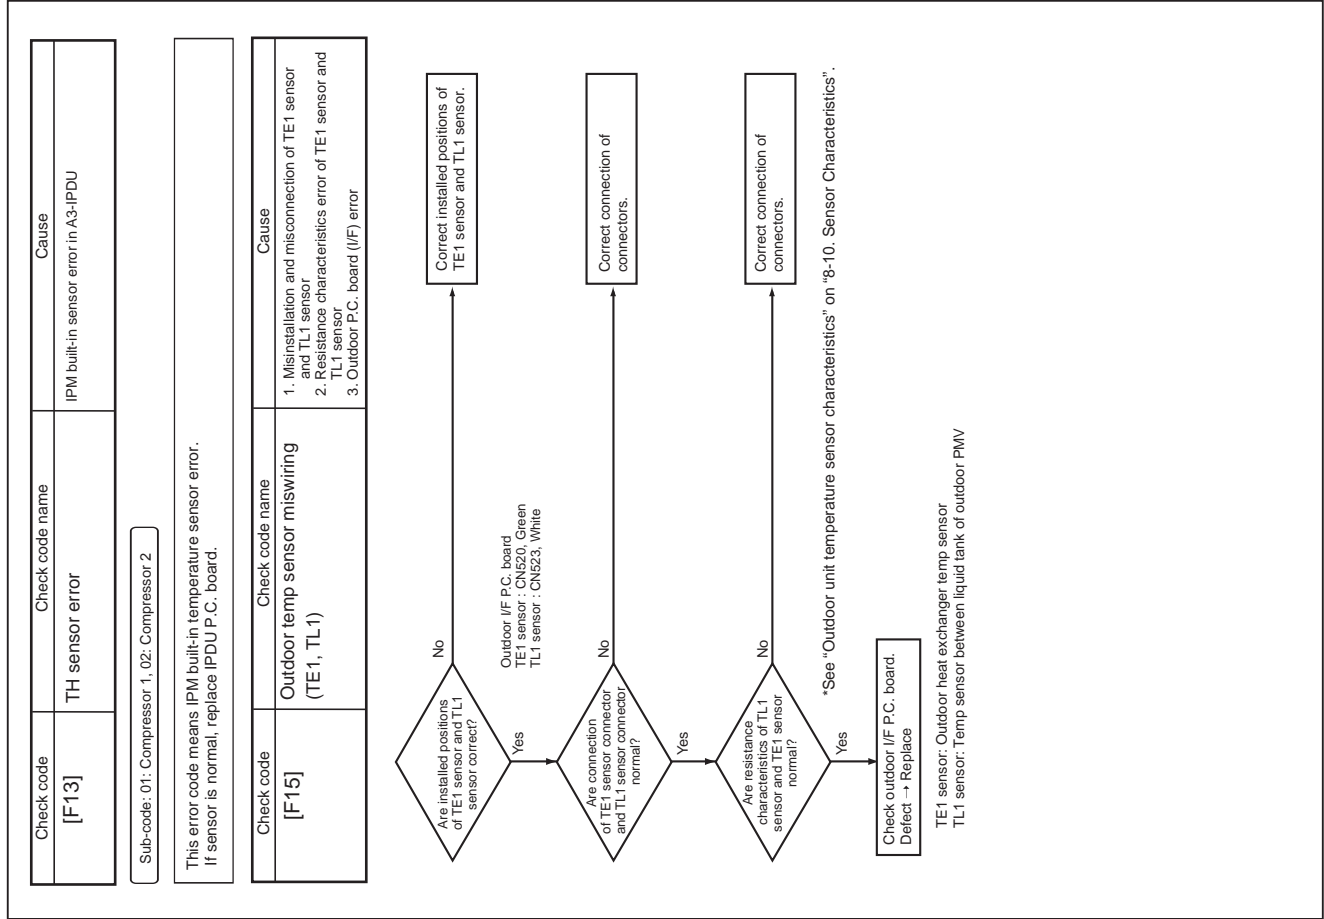 Check code
Check code name
Cause
[F13]
TH sensor error
IPM built-in sensor error in A3-IPDU
Sub-code: 01: Compressor 1, 02: Compressor 2
This error code means IPM built-in temperature sensor error.
If sensor is normal, replace IPDU P.C. board.
Check code
Check code name
Cause
[F15]
Outdoor temp sensor miswiring
(TE1, TL1)
1. Misinstallation and misconnection of TE1 sensor
and TL1 sensor
2. Resistance characteristics error of TE1 sensor and
TL1 sensor
3. Outdoor P.C. board (I/F) error
Are installed positions
of TE1 sensor and TL1
sensor correct?
No
Correct installed positions of
TE1 sensor and TL1 sensor.
Yes
Outdoor I/F P.C. board
TE1 sensor : CN520, Green
TL1 sensor : CN523, White
Are connection
of TE1 sensor connector
and TL1 sensor connector
normal?
No
Correct connection of
connectors.
Yes
Are resistance
characteristics of TL1
sensor and TE1 sensor
normal?
No
Correct connection of
connectors.
Yes
*See “Outdoor unit temperature sensor characteristics” on “8-10. Sensor Characteristics”.
Check outdoor I/F P.C. board.
Defect → Replace
TE1 sensor: Outdoor heat exchanger temp sensor
TL1 sensor: Temp sensor between liquid tank of outdoor PMV